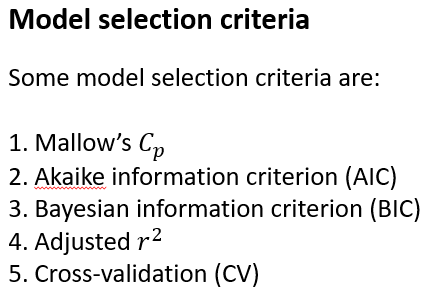 Model selection criteria
Some model selection criteria are:
1. Mallow’s $C_p$
2. Akaike information criterion (AIC)
3. Bayesian information criterion (BIC)
4. Adjusted $r^2$
5. Cross-validation (CV)